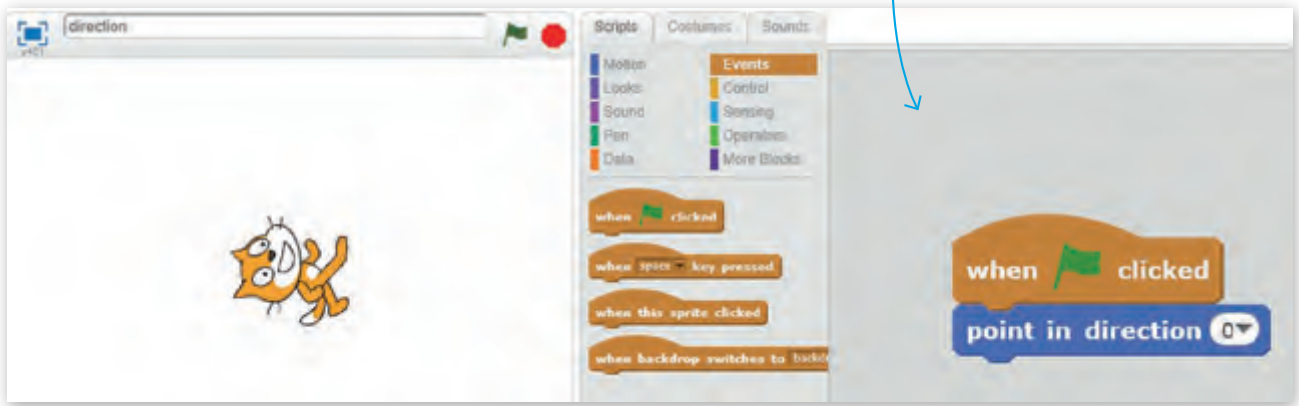 direction
Scripts Costumes Sounds
Motion Events
Looks Control
Sound Sensing
Pen Operators
Data More Blocks
when clicked
when space key pressed
when this sprite clicked
when backdrop switches to
when clicked
point in direction 0